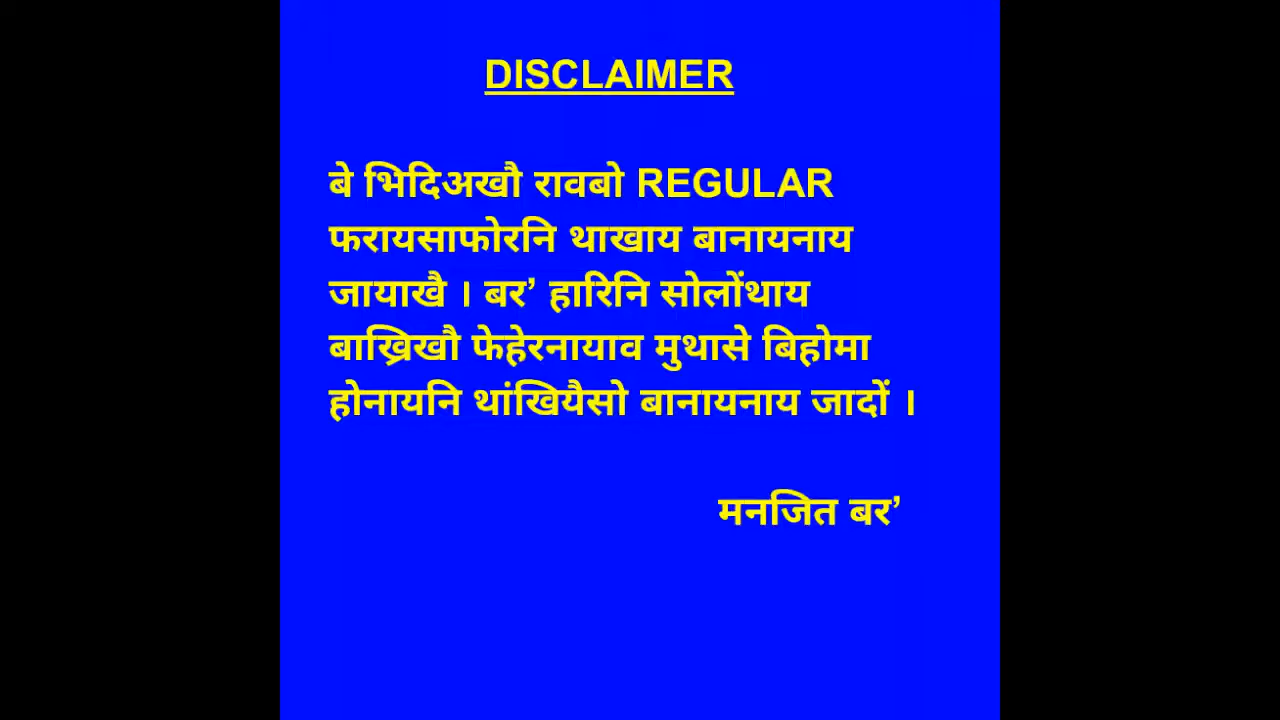 DISCLAIMER
बे भिदिअखौ रावबो REGULAR
फरायसाफोरनि थाखाय बानायनाय
जायाखै । बर’ हारिनि सोलोंथाय
बाख्रिखौ फेहेरनायाव मुथासे बिहोमा
होनायनि थांखियैसो बानायनाय जादों ।
मनजित बर’